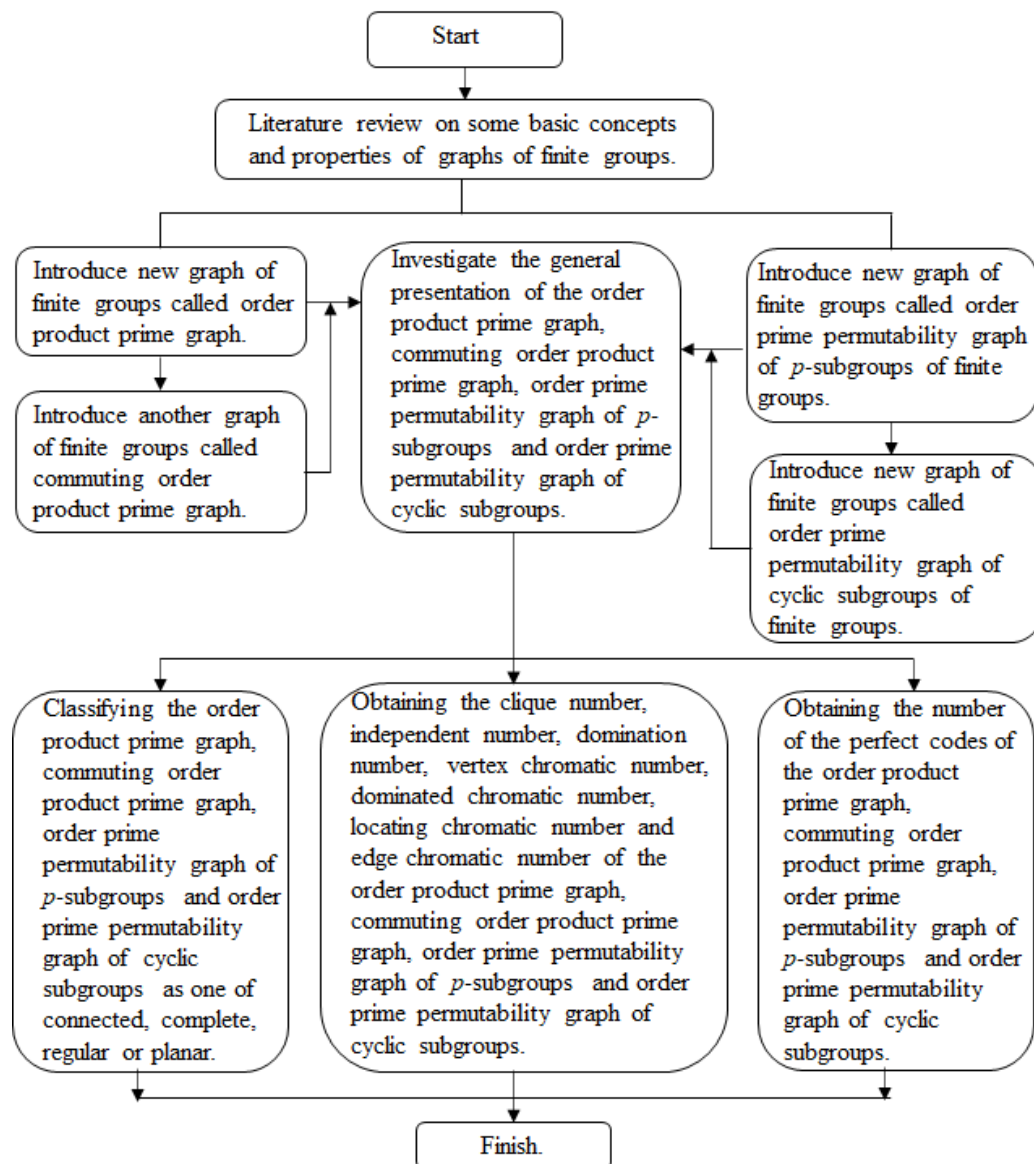 Start
Literature review on some basic concepts
and properties of graphs of finite groups.
Introduce new graph of
finite groups called order
product prime graph.
Introduce another graph
of finite groups called
commuting order
product prime graph.
Investigate the general
presentation of the order
product prime graph,
commuting order product
prime graph, order prime
permutability graph of p-
subgroups and order prime
permutability graph of
cyclic subgroups.
Introduce new graph of
finite groups called order
prime permutability graph
of p-subgroups of finite
groups.
Introduce new graph of
finite groups called
order prime
permutability graph of
cyclic subgroups of
finite groups.
Classifying the order
product prime graph,
commuting order
product prime graph,
order prime
permutability graph of
p-subgroups and order
prime permutability
graph of cyclic
subgroups as one of
connected, complete,
regular or planar.
Obtaining the clique number,
independent number, domination
number, vertex chromatic number,
dominated chromatic number,
locating chromatic number and
edge chromatic number of the
order product prime graph,
commuting order product prime
graph, order prime permutability
graph of p-subgroups and order
prime permutability graph of
cyclic subgroups.
Obtaining the number
of the perfect codes of
the order product
prime graph,
commuting order
product prime graph,
order prime
permutability graph of
p-subgroups and order
prime permutability
graph of cyclic
subgroups.
Finish.